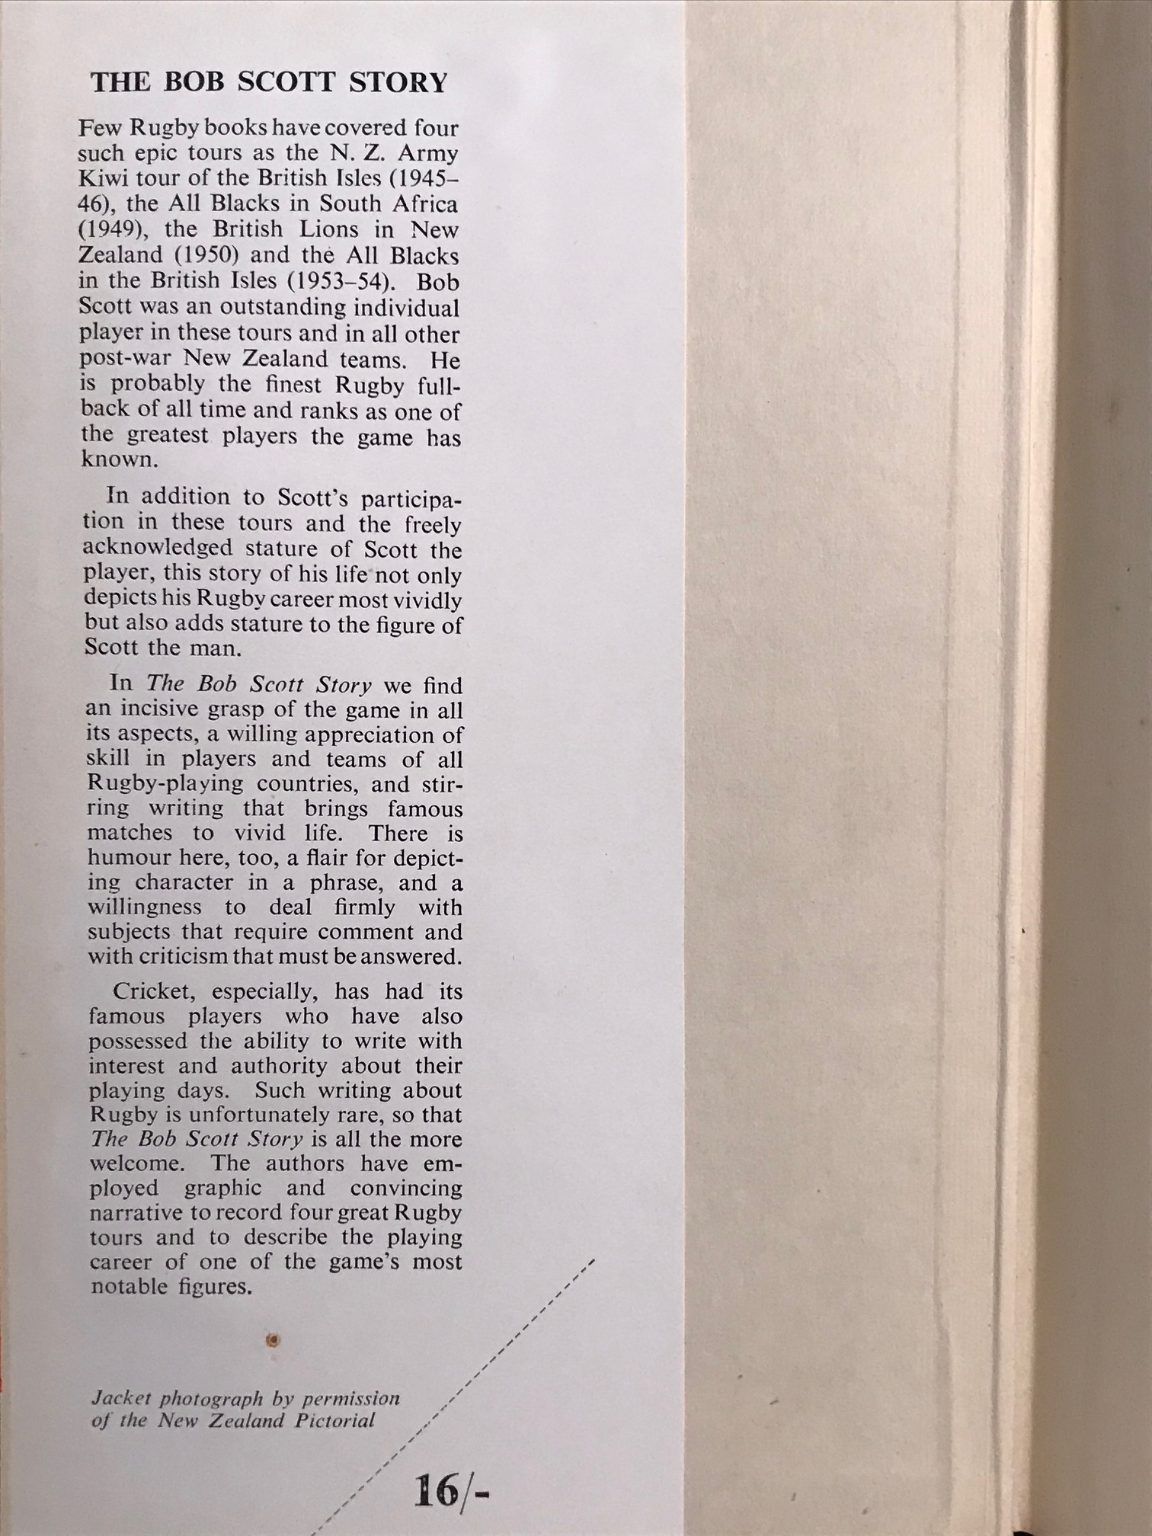 THE BOB SCOTT STORY
Few Rugby books have covered four
such epic tours as the N. Z. Army
Kiwi tour of the British Isles (1945–
46), the All Blacks in South Africa
(1949), the British Lions in New
Zealand (1950) and the All Blacks
in the British Isles (1953–54). Bob
Scott was an outstanding individual
player in these tours and in all other
post-war New Zealand teams. He
is probably the finest Rugby full-
back of all time and ranks as one of
the greatest players the game has
known.
In addition to Scott's participa-
tion in these tours and the freely
acknowledged stature of Scott the
player, this story of his life not only
depicts his Rugby career most vividly
but also adds stature to the figure of
Scott the man.
In The Bob Scott Story we find
an incisive grasp of the game in all
its aspects, a willing appreciation of
skill in players and teams of all
Rugby-playing countries, and stir-
ring writing that brings famous
matches to vivid life. There is
humour here, too, a flair for depict-
ing character in a phrase, and a
willingness to deal firmly with
subjects that require comment and
with criticism that must be answered.
Cricket, especially, has had its
famous players who have also
possessed the ability to write with
interest and authority about their
playing days. Such writing about
Rugby is unfortunately rare, so that
The Bob Scott Story is all the more
welcome. The authors have em-
ployed graphic and convincing
narrative to record four great Rugby
tours and to describe the playing
career of one of the game's most
notable figures.
Jacket photograph by permission
of the New Zealand Pictorial
16/-